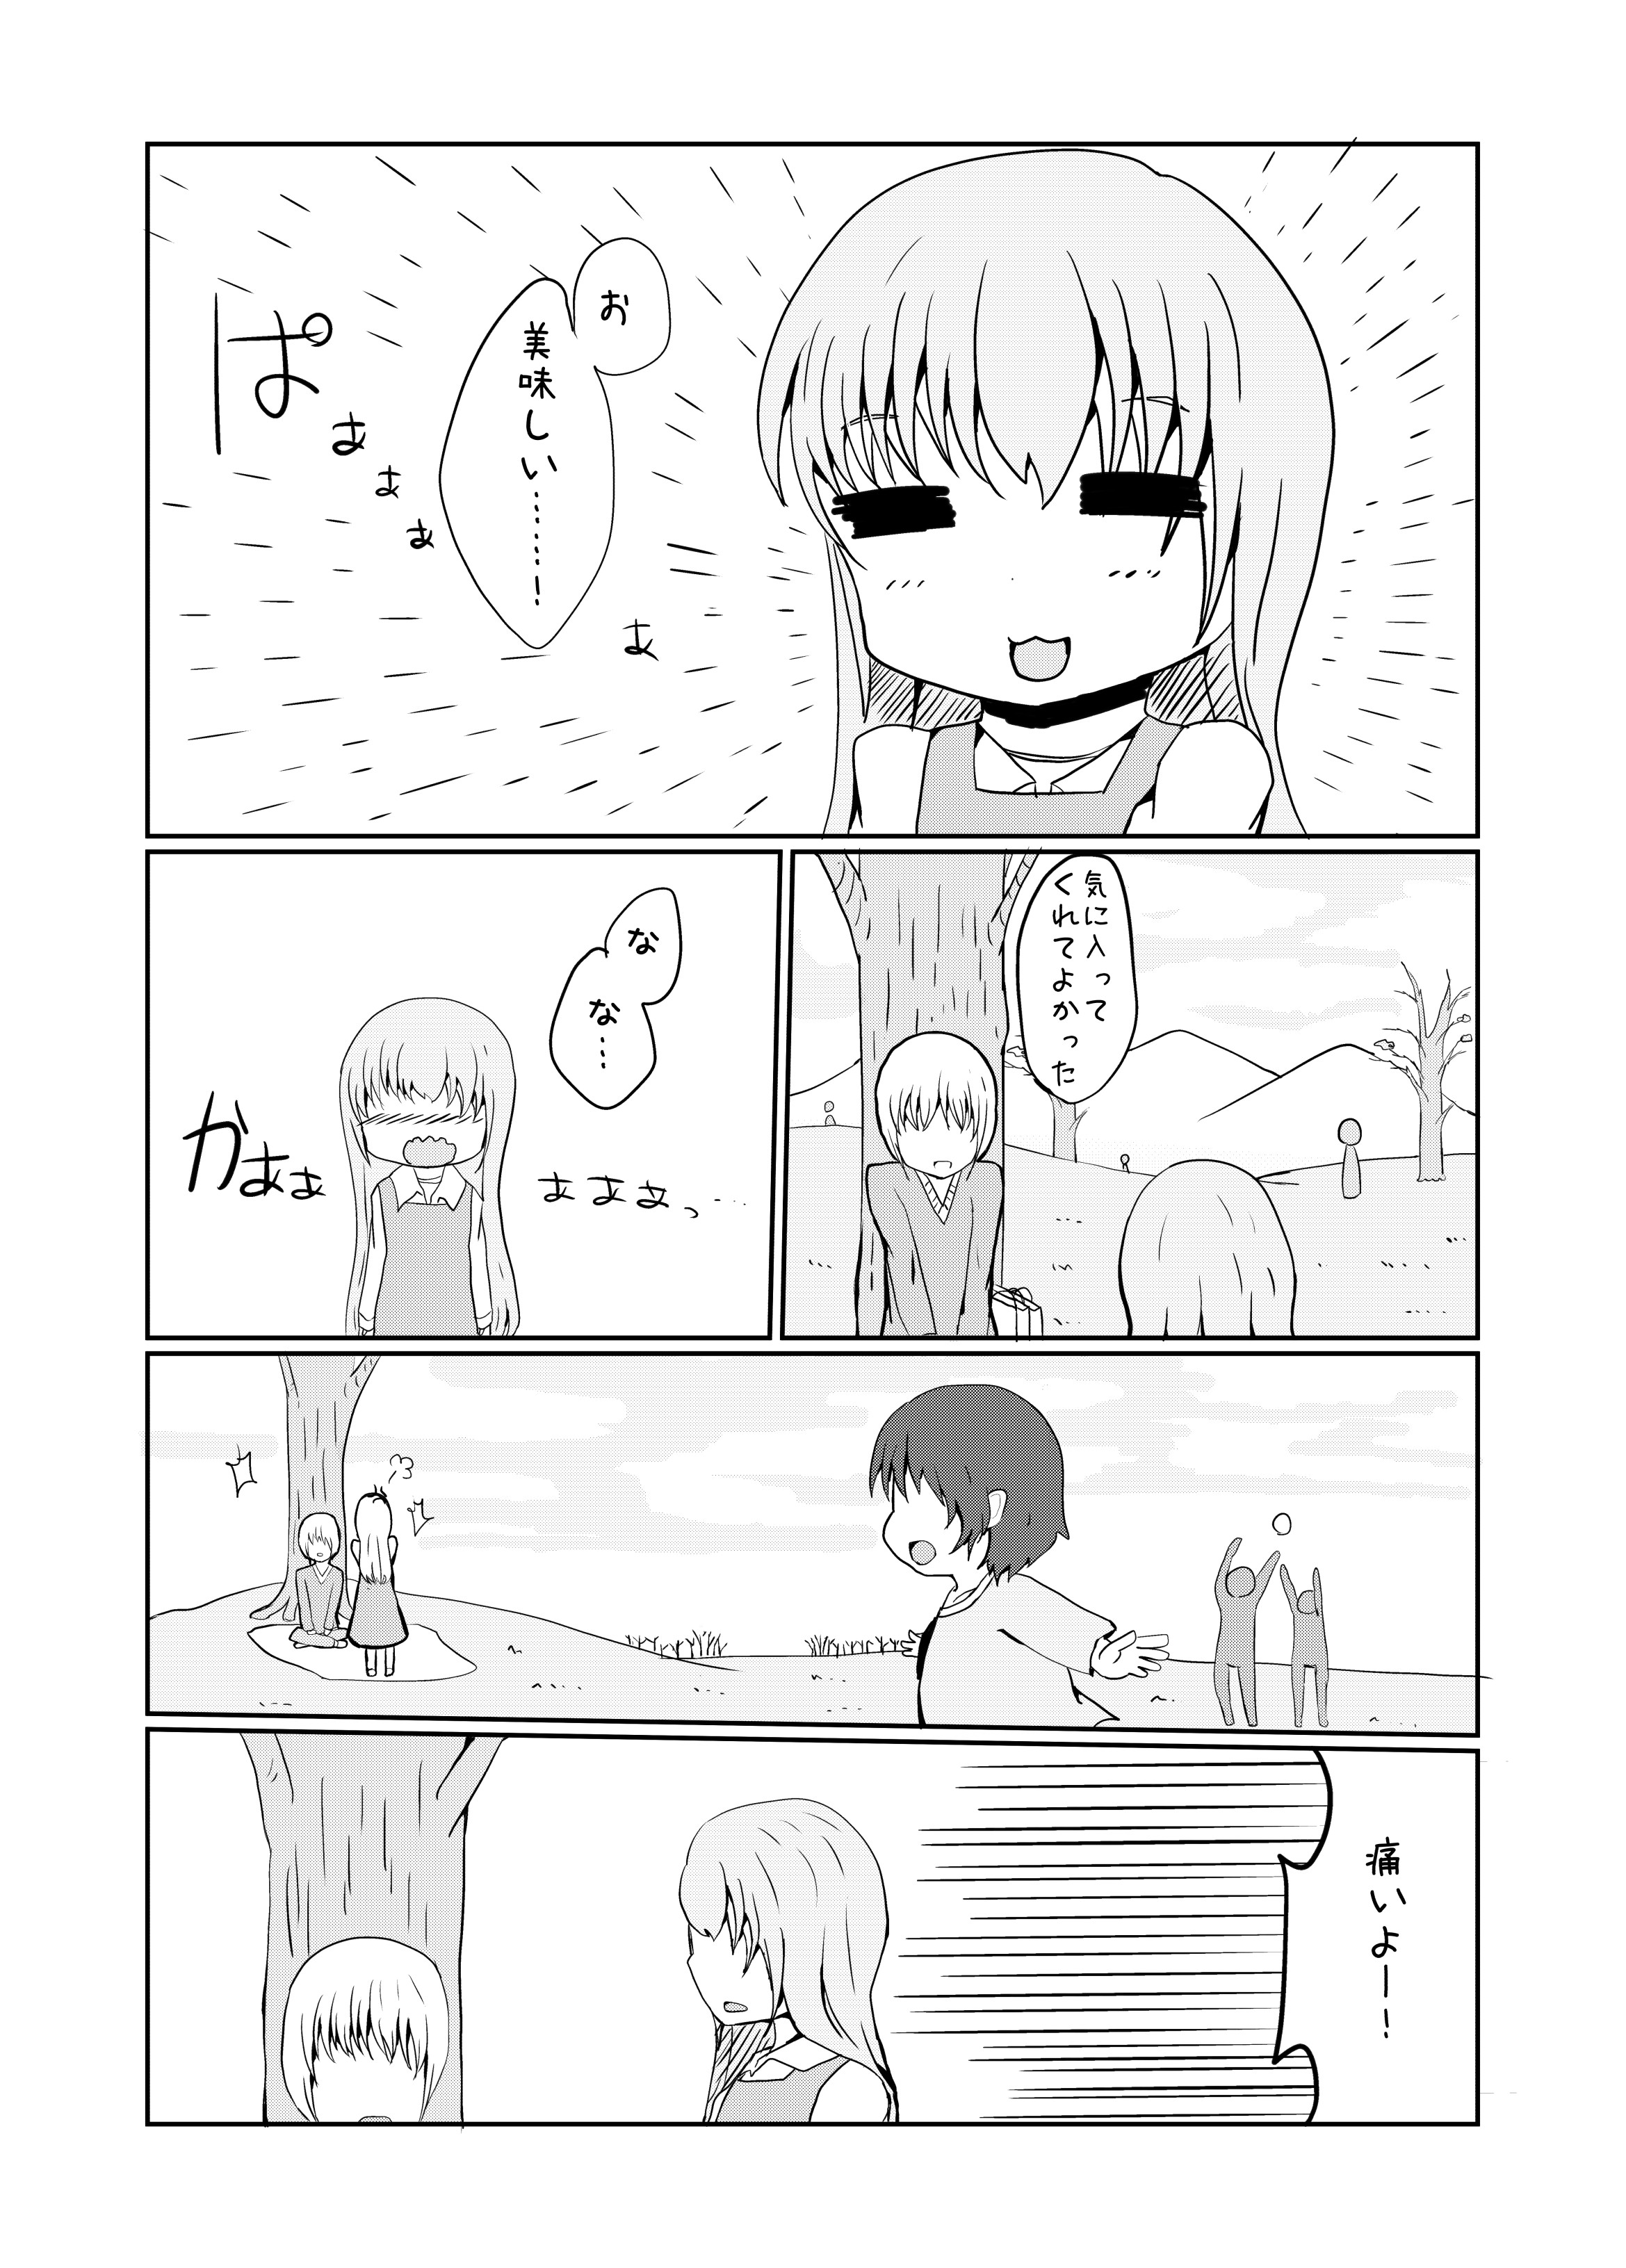 お
美味しい………！
ぱぁぁぁ
ぁ
気に入って
くれてよかった
な
な…
かぁぁ
ぁぁぁっ…
痛いよー！